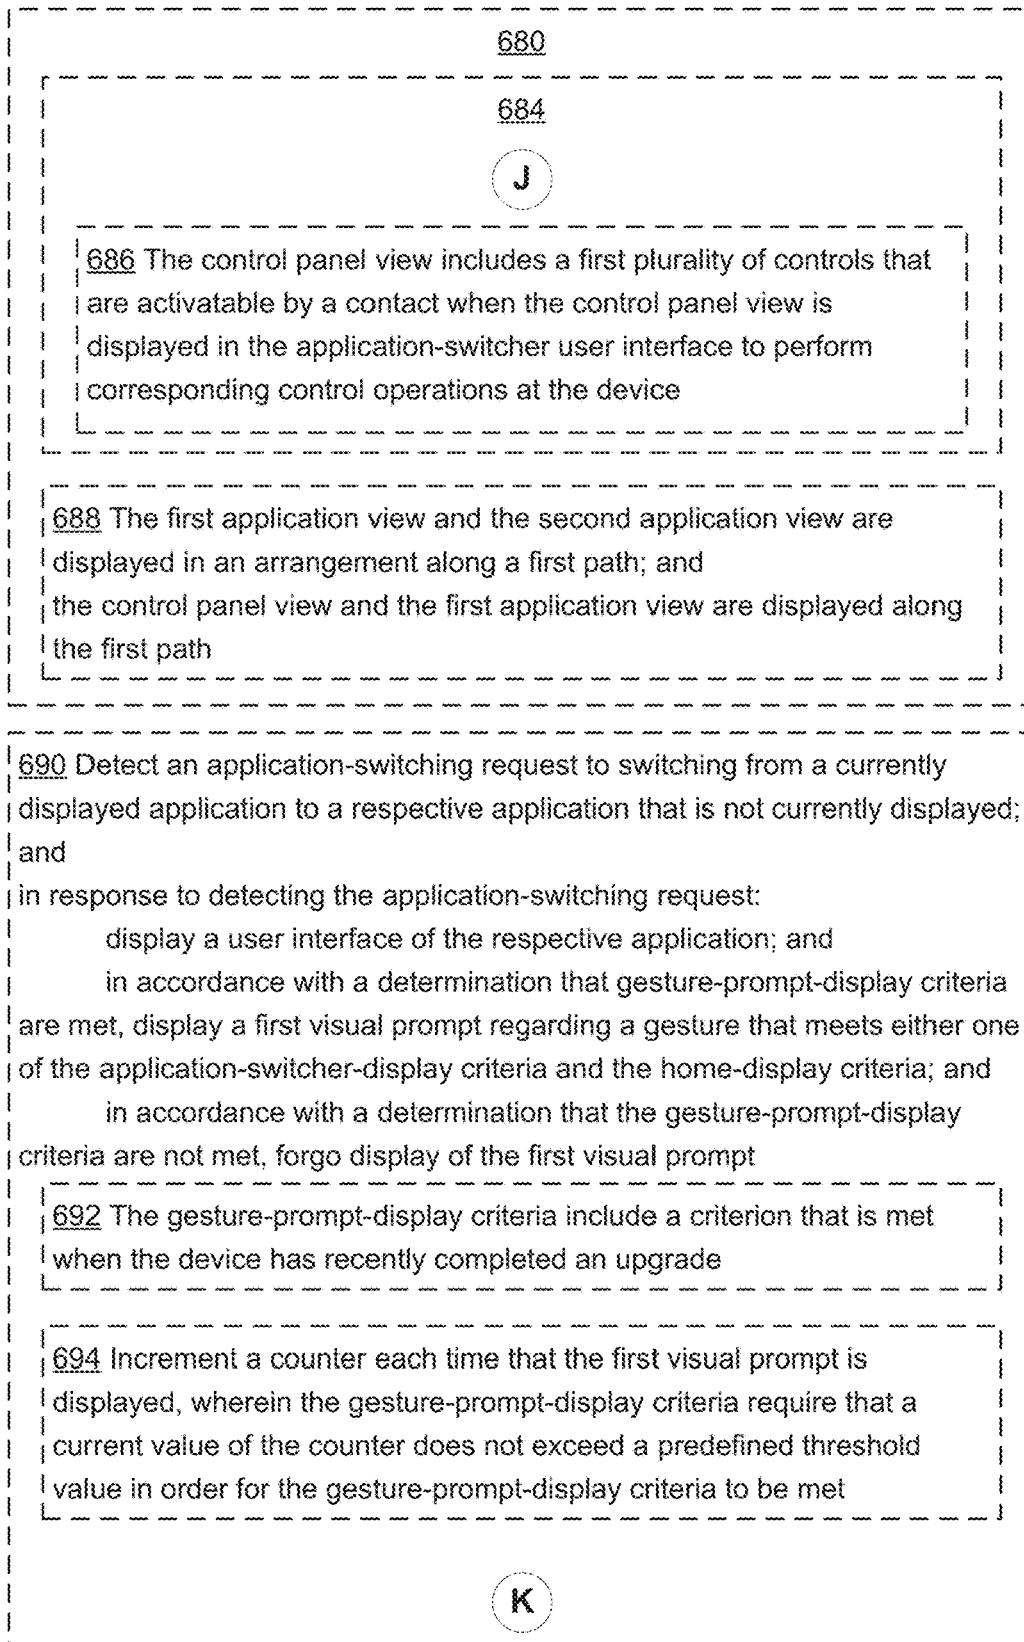 680
684
J
686 The control panel view includes a first plurality of controls that
are activatable by a contact when the control panel view is
displayed in the application-switcher user interface to perform
corresponding control operations at the device
688 The first application view and the second application view are
displayed in an arrangement along a first path; and
the control panel view and the first application view are displayed along
the first path
690 Detect an application-switching request to switching from a currently
displayed application to a respective application that is not currently displayed;
and
in response to detecting the application-switching request:
display a user interface of the respective application; and
in accordance with a determination that gesture-prompt-display criteria
are met, display a first visual prompt regarding a gesture that meets either one
of the application-switcher-display criteria and the home-display criteria; and
in accordance with a determination that the gesture-prompt-display
criteria are not met, forgo display of the first visual prompt
692 The gesture-prompt-display criteria include a criterion that is met
when the device has recently completed an upgrade
694 Increment a counter each time that the first visual prompt is
displayed, wherein the gesture-prompt-display criteria require that a
current value of the counter does not exceed a predefined threshold
value in order for the gesture-prompt-display criteria to be met
K